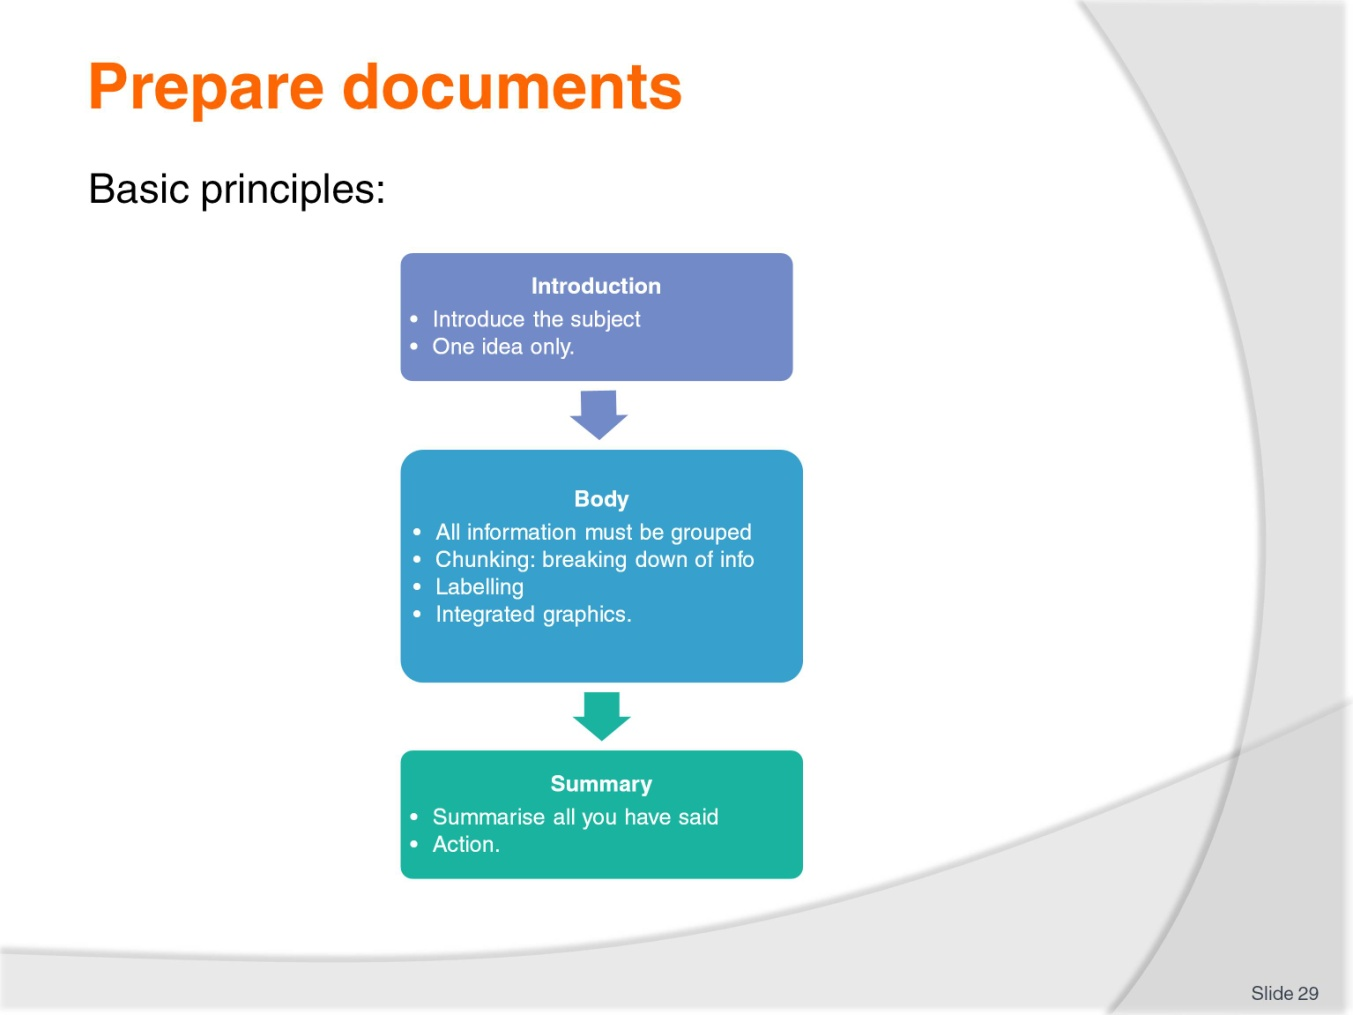 Prepare documents
Basic principles:
Introduction
• Introduce the subject
• One idea only.
Body
• All information must be grouped
• Chunking: breaking down of info
• Labelling
• Integrated graphics.
Summary
• Summarise all you have said
• Action.
Slide 29